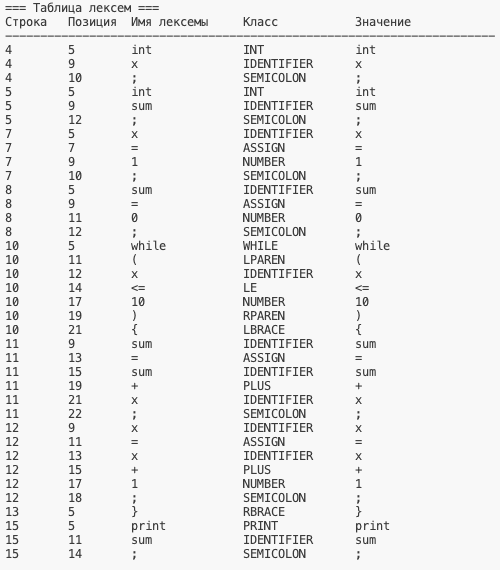 === Таблица лексем ===
Строка Позиция Имя лексемы Класс Значение
----------------------------------------------------------------------
4 5 int INT int
4 9 x IDENTIFIER x
4 10 ; SEMICOLON ;
5 5 int INT int
5 9 sum IDENTIFIER sum
5 12 ; SEMICOLON ;
7 5 x IDENTIFIER x
7 7 = ASSIGN =
7 9 1 NUMBER 1
7 10 ; SEMICOLON ;
8 5 sum IDENTIFIER sum
8 9 = ASSIGN =
8 11 0 NUMBER 0
8 12 ; SEMICOLON ;
10 5 while WHILE while
10 11 ( LPAREN (
10 12 x IDENTIFIER x
10 14 <= LE <=
10 17 10 NUMBER 10
10 19 ) RPAREN )
10 21 { LBRACE {
11 9 sum IDENTIFIER sum
11 13 = ASSIGN =
11 15 sum IDENTIFIER sum
11 19 + PLUS +
11 21 x IDENTIFIER x
11 22 ; SEMICOLON ;
12 9 x IDENTIFIER x
12 11 = ASSIGN =
12 13 x IDENTIFIER x
12 15 + PLUS +
12 17 1 NUMBER 1
12 18 ; SEMICOLON ;
13 5 } RBRACE }
15 5 print PRINT print
15 11 sum IDENTIFIER sum
15 14 ; SEMICOLON ;